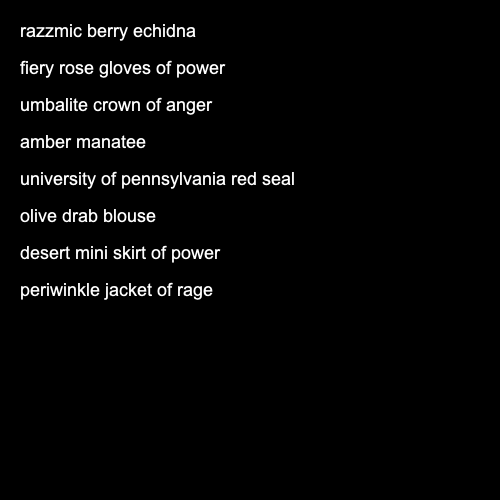 razzmic berry echidna
fiery rose gloves of power
umbalite crown of anger
amber manatee
university of pennsylvania red seal
olive drab blouse
desert mini skirt of power
periwinkle jacket of rage